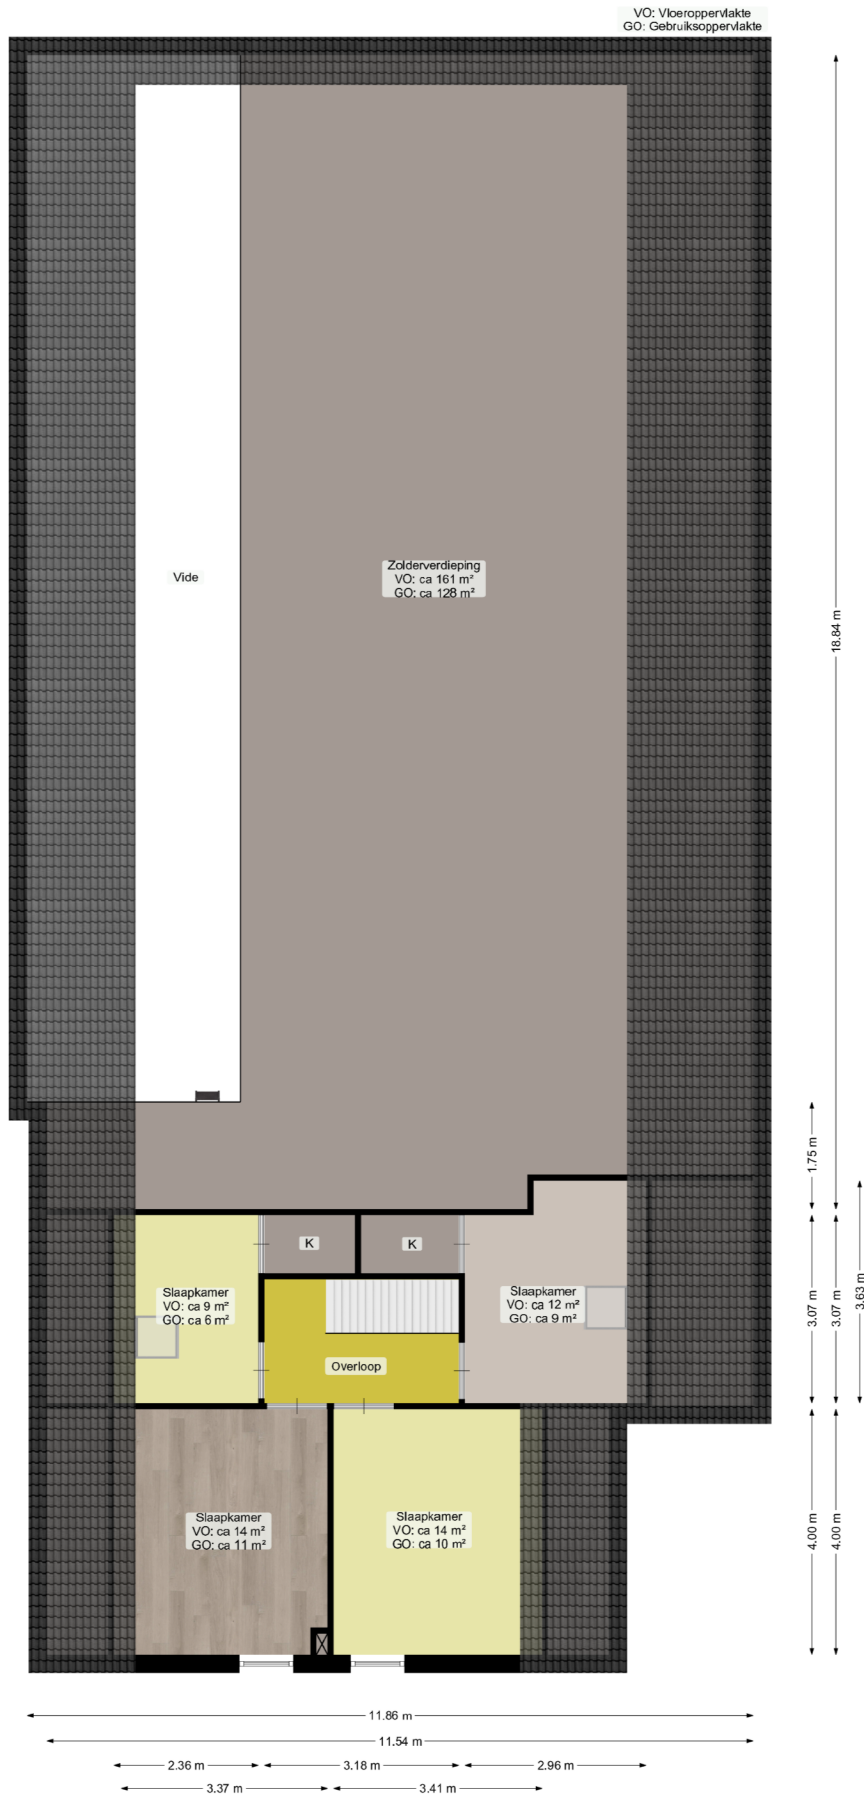 VO: Vloeroppervlakte
GO: Gebruiksoppervlakte
Vide
Zolderverdieping
VO: ca 161 m²
GO: ca 128 m²
18.84 m
1.75 m
K
K
Slaapkamer
VO: ca 9 m²
GO: ca 6 m²
Slaapkamer
VO: ca 12 m²
GO: ca 9 m²
3.07 m
3.07 m
3.63 m
Overloop
Slaapkamer
VO: ca 14 m²
GO: ca 11 m²
Slaapkamer
VO: ca 14 m²
GO: ca 10 m²
4.00 m
4.00 m
11.86 m
11.54 m
2.36 m
3.18 m
2.96 m
3.37 m
3.41 m